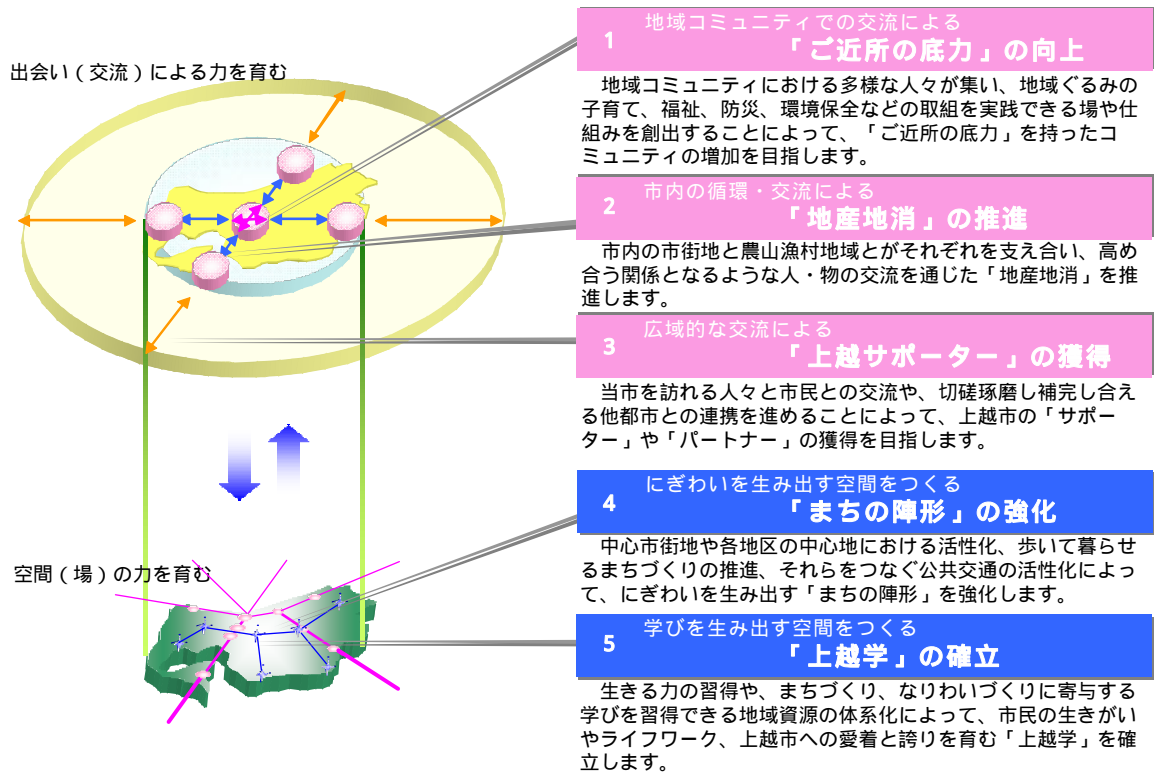 出会い(交流)による力を育む
空間(場)の力を育む
1
地域コミュニティでの交流による
「ご近所の底力」の向上
地域コミュニティにおける多様な人々が集い、地域ぐるみの
子育て、福祉、防災、環境保全などの取組を実践できる場や仕
組みを創出することによって、「ご近所の底力」を持ったコ
ミュニティの増加を目指します。
2
市内の循環・交流による
「地産地消」の推進
市内の市街地と農山漁村地域とがそれぞれを支え合い、高め
合う関係となるような人・物の交流を通じた「地産地消」を推
進します。
3
広域的な交流による
「上越サポーター」の獲得
当市を訪れる人々と市民との交流や、切磋琢磨し補完し合え
る他都市との連携を進めることによって、上越市の「サポー
ター」や「パートナー」の獲得を目指します。
4
にぎわいを生み出す空間をつくる
「まちの陣形」の強化
中心市街地や各地区の中心地における活性化、歩いて暮らせ
るまちづくりの推進、それらをつなぐ公共交通の活性化によっ
て、にぎわいを生み出す「まちの陣形」を強化します。
5
学びを生み出す空間をつくる
「上越学」の確立
生きる力の習得や、まちづくり、なりわいづくりに寄与する
学びを習得できる地域資源の体系化によって、市民の生きがい
やライフワーク、上越市への愛着と誇りを育む「上越学」を確
立します。